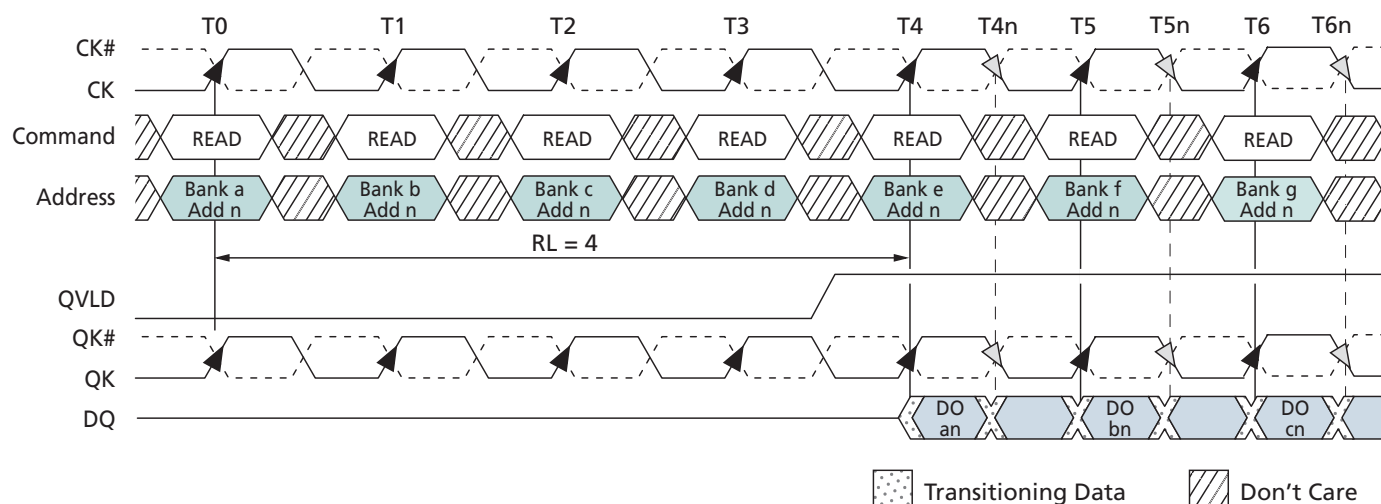 T0 T1 T2 T3 T4 T4n T5 T5n T6 T6n
CK#
CK
Command READ READ READ READ READ READ READ
Address Bank a Bank b Bank c Bank d Bank e Bank f Bank g
Add n Add n Add n Add n Add n Add n Add n
RL = 4
QVLD
QK#
QK
DQ DO DO DO
an bn cn
Transitioning Data Don't Care